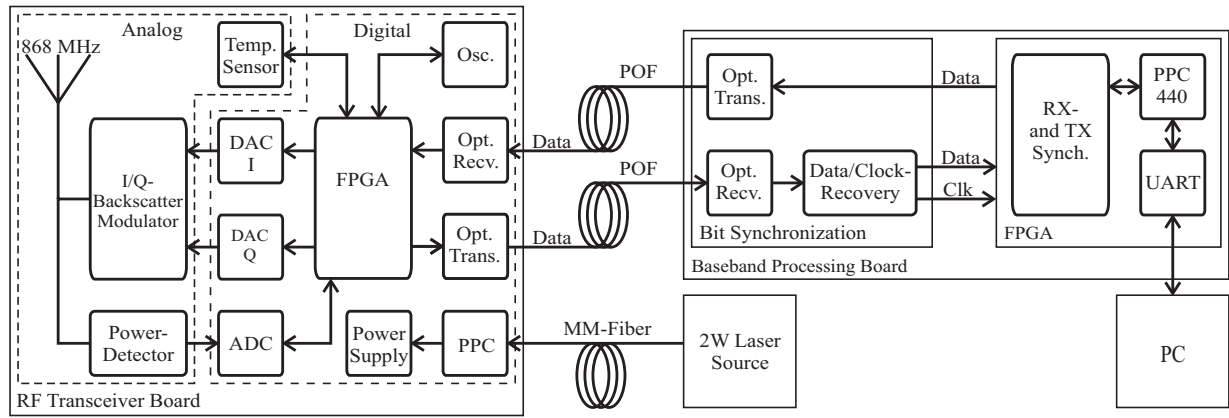 Analog
Digital
868 MHz
Temp.
Sensor
Osc.
DAC
I
FPGA
Opt.
Recv.
I/Q-
Backscatter
Modulator
DAC
Q
Opt.
Trans.
Power-
Detector
ADC
Power
Supply
PPC
RF Transceiver Board
POF
Data
POF
Data
MM-Fiber
Opt.
Trans.
Data
Opt.
Recv.
Data/Clock-
Recovery
Data
Clk
Bit Synchronization
RX-
and TX
Synch.
PPC
440
UART
FPGA
Baseband Processing Board
2W Laser
Source
PC